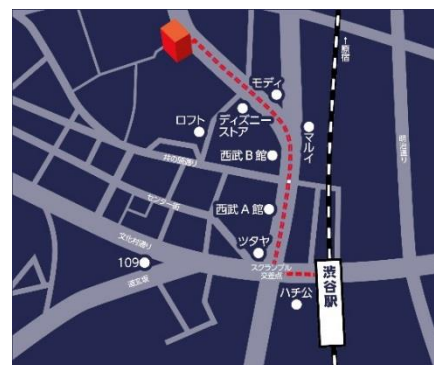 ↑原宿
モディ
ディズニー
ストア
ロフト
マルイ
明治通り
西武B館
井の頭通り
センター街
西武A館
文化村通り
ツタヤ
スクランブル
交差点
109
道玄坂
渋谷駅
ハチ公